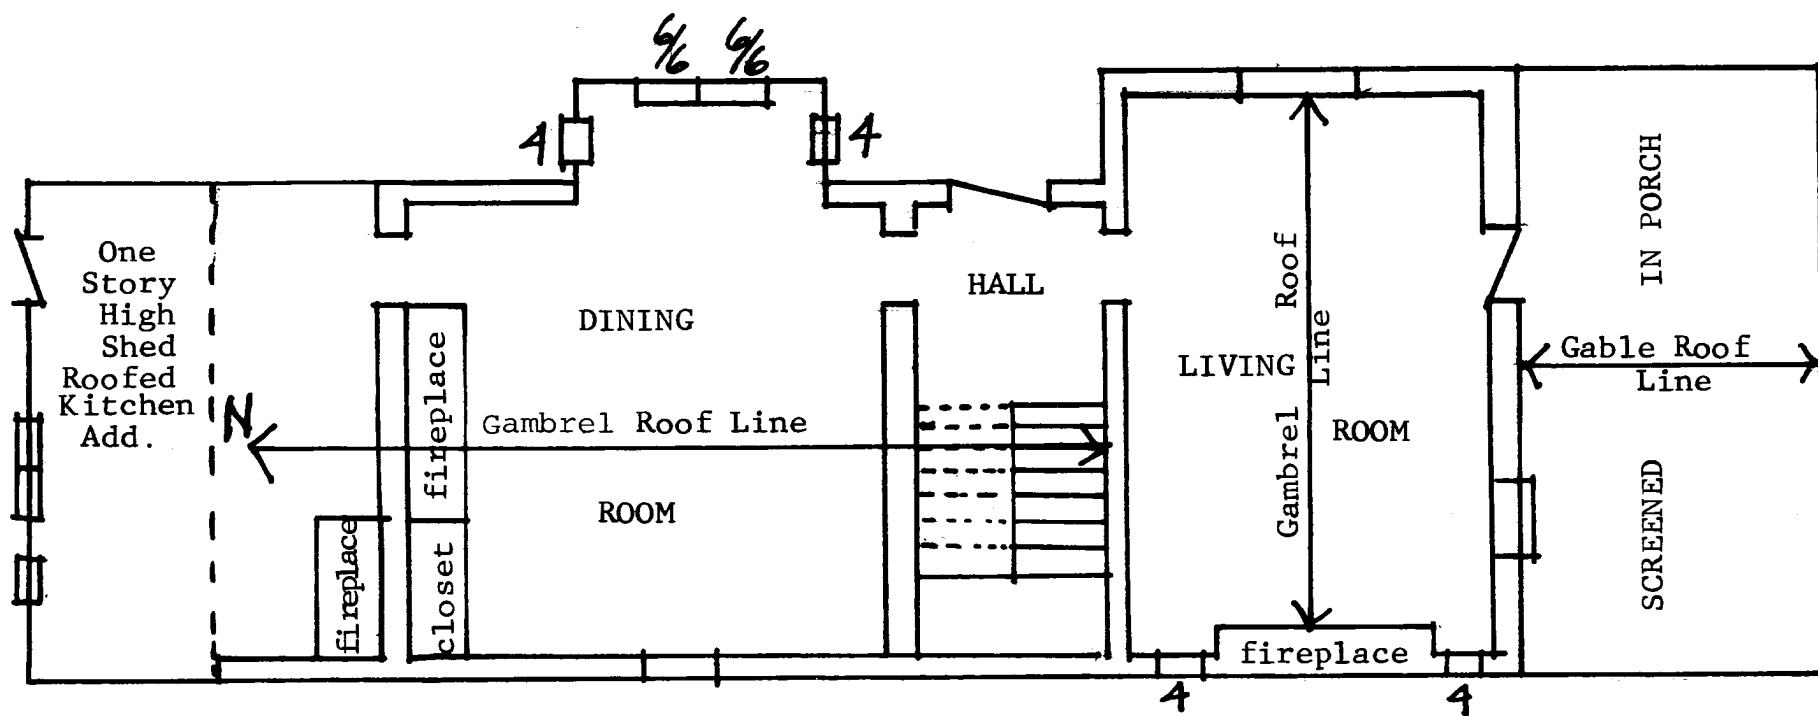 6/6 6/6
4
4
One
Story
High
Shed
Roofed
Kitchen
Add.
N
fireplace
fireplace
closet
DINING
ROOM
Gambrel Roof Line
HALL
LIVING
ROOM
Gambrel Roof
Line
fireplace
4
4
SCREENED IN PORCH
Gable Roof
Line